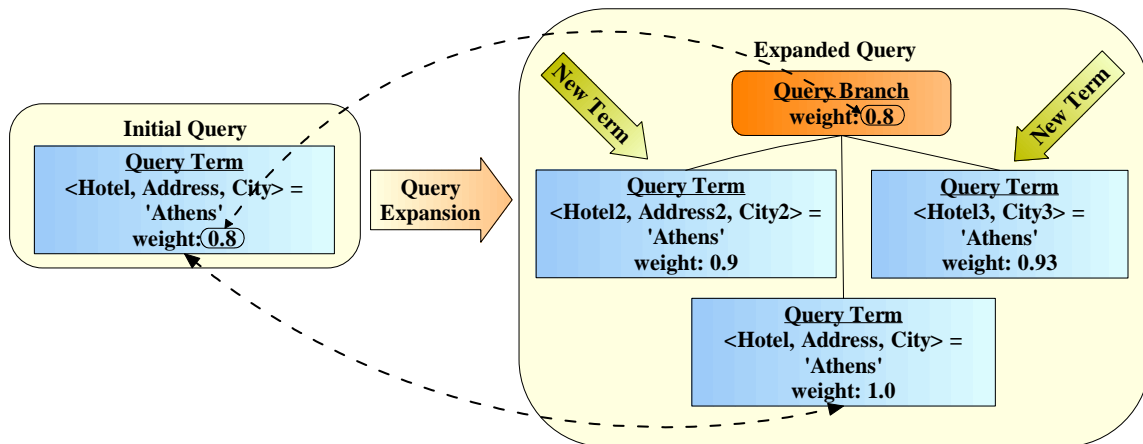 Initial Query
Query Term
<Hotel, Address, City> =
'Athens'
weight: 0.8
Query
Expansion
Expanded Query
New Term
New Term
Query Branch
weight: 0.8
Query Term
<Hotel2, Address2, City2> =
'Athens'
weight: 0.9
Query Term
<Hotel3, City3> =
'Athens'
weight: 0.93
Query Term
<Hotel, Address, City> =
'Athens'
weight: 1.0